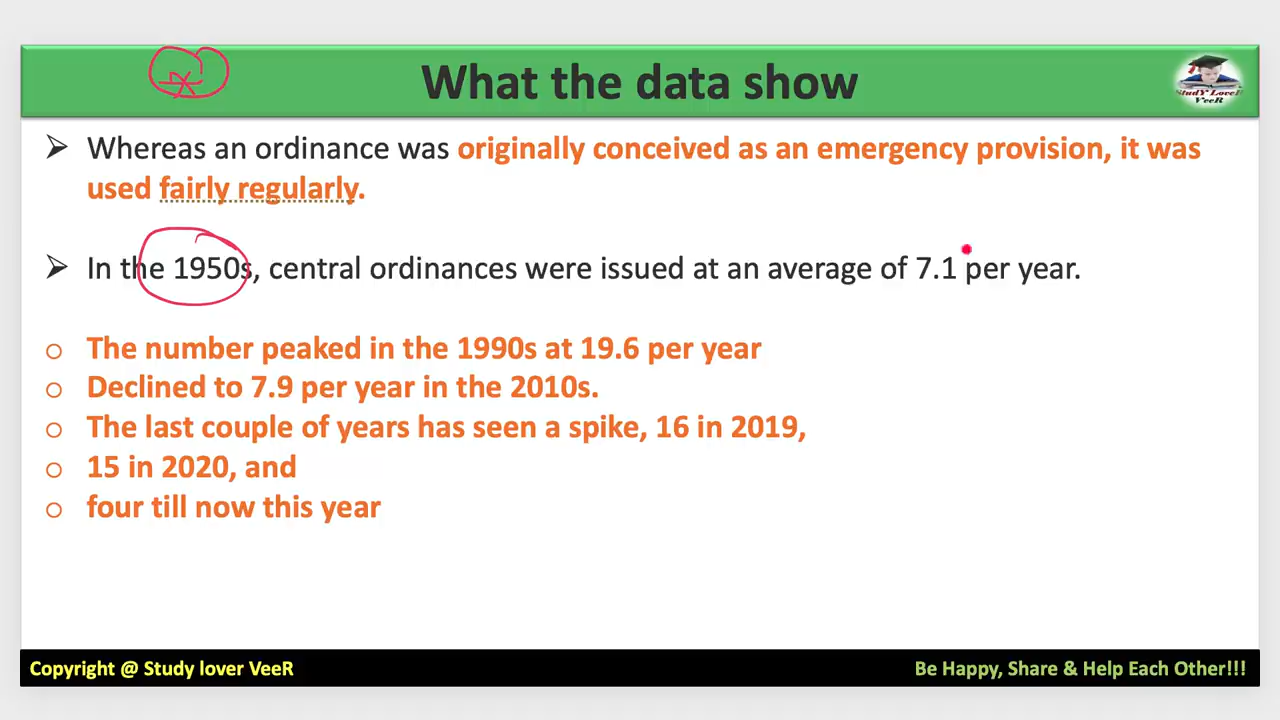 What the data show
StudY LoveR
VeeR
➢ Whereas an ordinance was originally conceived as an emergency provision, it was
used fairly regularly.
➢ In the 1950s, central ordinances were issued at an average of 7.1 per year.
o The number peaked in the 1990s at 19.6 per year
o Declined to 7.9 per year in the 2010s.
o The last couple of years has seen a spike, 16 in 2019,
o 15 in 2020, and
o four till now this year
Copyright @ Study lover VeeR
Be Happy, Share & Help Each Other!!!